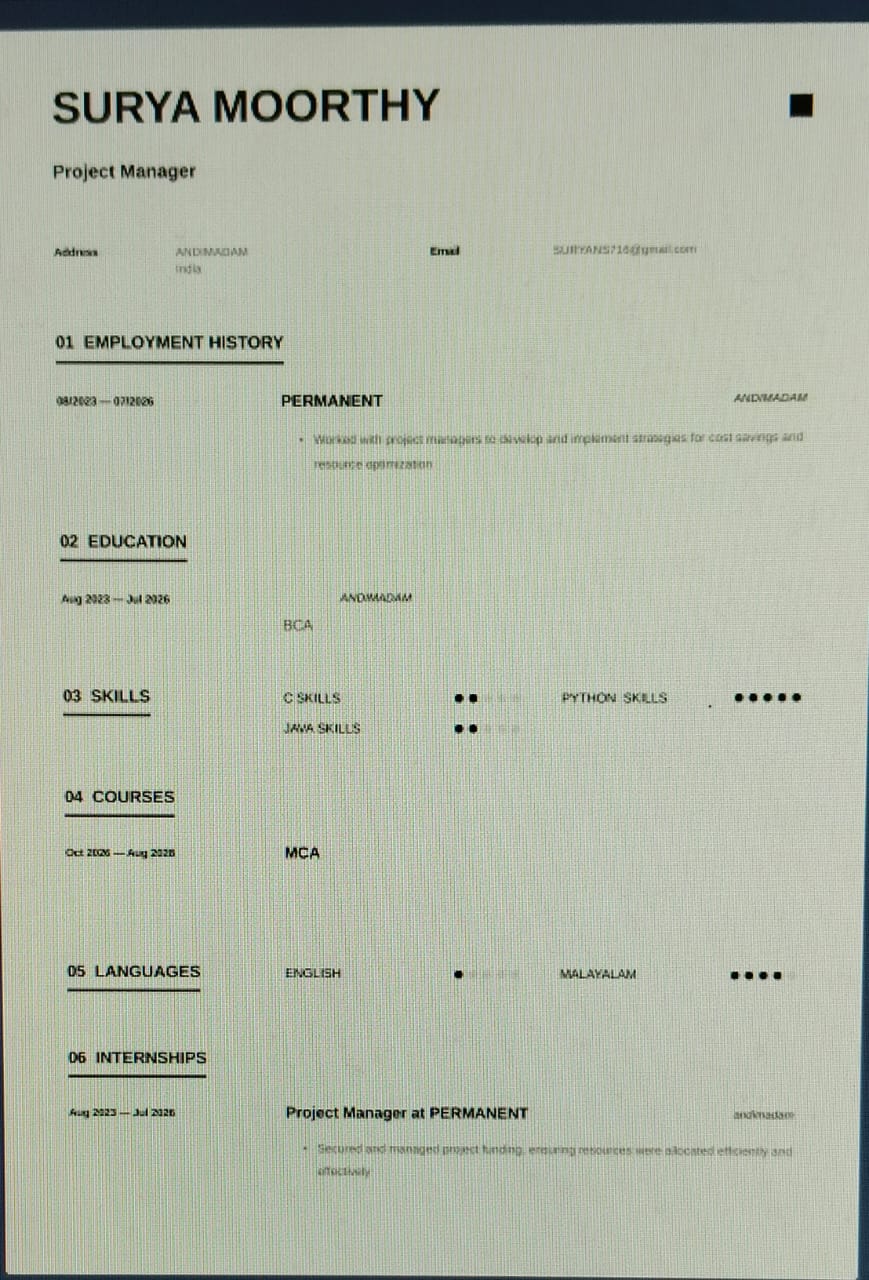 SURYA MOORTHY
Project Manager
Address ANDIMADAM Email SURYANS716@gmail.com
India
01 EMPLOYMENT HISTORY
08/2023 — 07/2026 PERMANENT ANDIMADAM
• Worked with project managers to develop and implement strategies for cost savings and
resource optimization
02 EDUCATION
Aug 2023 — Jul 2026 ANDIMADAM
BCA
03 SKILLS C SKILLS PYTHON SKILLS
JAVA SKILLS
04 COURSES
Oct 2026 — Aug 2028 MCA
05 LANGUAGES ENGLISH MALAYALAM
06 INTERNSHIPS
Aug 2023 — Jul 2026 Project Manager at PERMANENT andimadam
• Secured and managed project funding, ensuring resources were allocated efficiently and
effectively